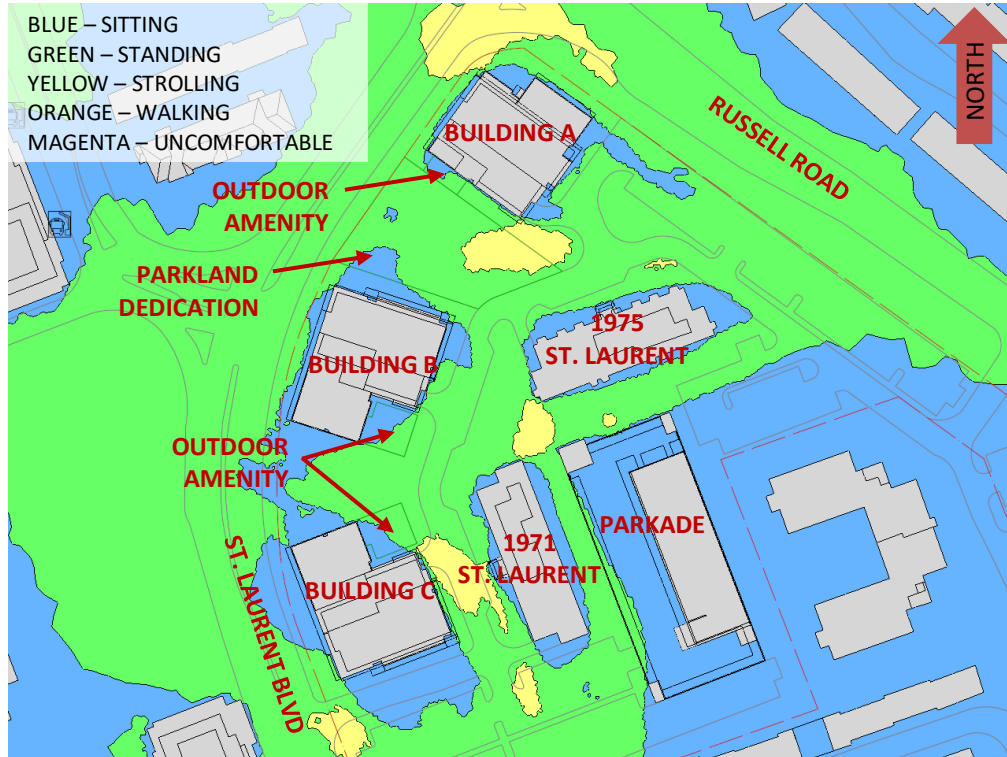 BLUE – SITTING
GREEN – STANDING
YELLOW – STROLLING
ORANGE – WALKING
MAGENTA – UNCOMFORTABLE
NORTH
RUSSELL ROAD
BUILDING A
OUTDOOR
AMENITY
PARKLAND
DEDICATION
1975
ST. LAURENT
BUILDING B
OUTDOOR
AMENITY
PARKADE
1971
ST. LAURENT
BUILDING C
ST. LAURENT BLVD